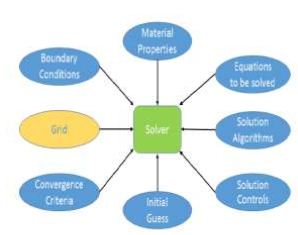 Material
Properties
Boundary
Conditions
Equations
to be solved
Grid
Solver
Solution
Algorithms
Convergence
Criteria
Initial
Guess
Solution
Controls